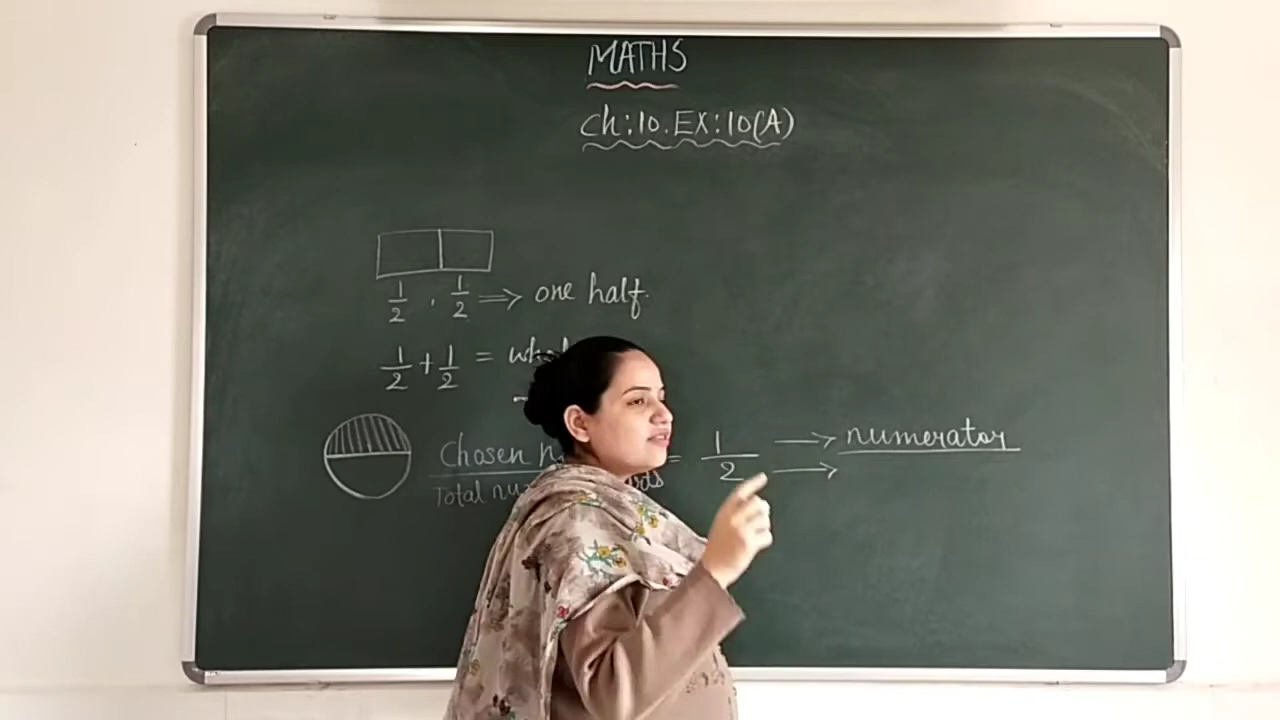 MATHS
Ch:10.EX:10(A)
1/2 , 1/2 ⇒ one half.
1/2 + 1/2 =
Chosen = 1/2 → numerator
Total →